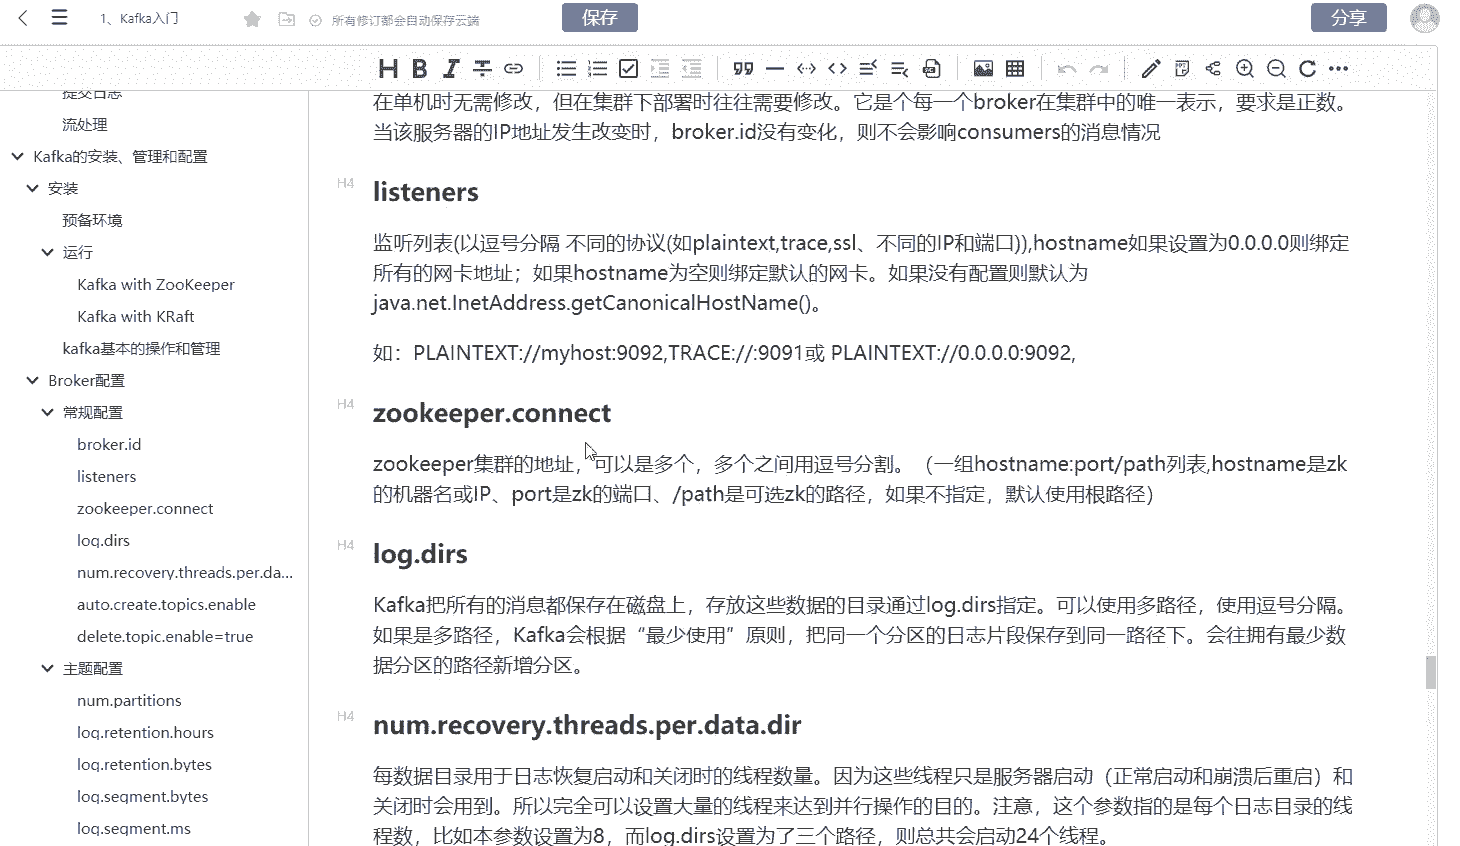 1、Kafka入门
所有修订都会自动保存云端
保存
分享
提交日志
流处理
Kafka的安装、管理和配置
安装
预备环境
运行
Kafka with ZooKeeper
Kafka with KRaft
kafka基本的操作和管理
Broker配置
常规配置
broker.id
listeners
zookeeper.connect
log.dirs
num.recovery.threads.per.da...
auto.create.topics.enable
delete.topic.enable=true
主题配置
num.partitions
log.retention.hours
log.retention.bytes
log.segment.bytes
log.segment.ms
在单机时无需修改，但在集群下部署时往往需要修改。它是个每一个broker在集群中的唯一表示，要求是正数。
当该服务器的IP地址发生改变时，broker.id没有变化，则不会影响consumers的消息情况
H4
listeners
监听列表(以逗号分隔 不同的协议(如plaintext,trace,ssl、不同的IP和端口)),hostname如果设置为0.0.0.0则绑定
所有的网卡地址；如果hostname为空则绑定默认的网卡。如果没有配置则默认为
java.net.InetAddress.getCanonicalHostName()。
如：PLAINTEXT://myhost:9092,TRACE://:9091或 PLAINTEXT://0.0.0.0:9092,
H4
zookeeper.connect
zookeeper集群的地址，可以是多个，多个之间用逗号分割。（一组hostname:port/path列表,hostname是zk
的机器名或IP、port是zk的端口、/path是可选zk的路径，如果不指定，默认使用根路径）
H4
log.dirs
Kafka把所有的消息都保存在磁盘上，存放这些数据的目录通过log.dirs指定。可以使用多路径，使用逗号分隔。
如果是多路径，Kafka会根据“最少使用”原则，把同一个分区的日志片段保存到同一路径下。会往拥有最少数
据分区的路径新增分区。
H4
num.recovery.threads.per.data.dir
每数据目录用于日志恢复启动和关闭时的线程数量。因为这些线程只是服务器启动（正常启动和崩溃后重启）和
关闭时会用到。所以完全可以设置大量的线程来达到并行操作的目的。注意，这个参数指的是每个日志目录的线
程数，比如本参数设置为8，而log.dirs设置为了三个路径，则总共会启动24个线程。